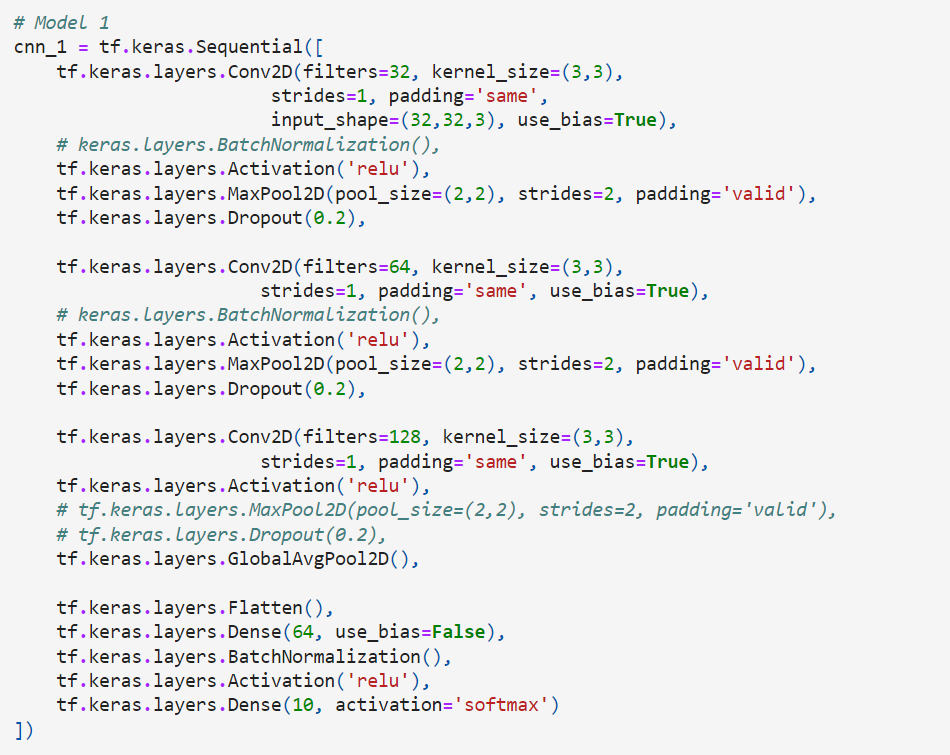 # Model 1
cnn_1 = tf.keras.Sequential([
    tf.keras.layers.Conv2D(filters=32, kernel_size=(3,3),
                        strides=1, padding='same',
                        input_shape=(32,32,3), use_bias=True),
    # keras.layers.BatchNormalization(),
    tf.keras.layers.Activation('relu'),
    tf.keras.layers.MaxPool2D(pool_size=(2,2), strides=2, padding='valid'),
    tf.keras.layers.Dropout(0.2),

    tf.keras.layers.Conv2D(filters=64, kernel_size=(3,3),
                       strides=1, padding='same', use_bias=True),
    # keras.layers.BatchNormalization(),
    tf.keras.layers.Activation('relu'),
    tf.keras.layers.MaxPool2D(pool_size=(2,2), strides=2, padding='valid'),
    tf.keras.layers.Dropout(0.2),

    tf.keras.layers.Conv2D(filters=128, kernel_size=(3,3),
                       strides=1, padding='same', use_bias=True),
    tf.keras.layers.Activation('relu'),
    # tf.keras.layers.MaxPool2D(pool_size=(2,2), strides=2, padding='valid'),
    # tf.keras.layers.Dropout(0.2),
    tf.keras.layers.GlobalAvgPool2D(),

    tf.keras.layers.Flatten(),
    tf.keras.layers.Dense(64, use_bias=False),
    tf.keras.layers.BatchNormalization(),
    tf.keras.layers.Activation('relu'),
    tf.keras.layers.Dense(10, activation='softmax')
])